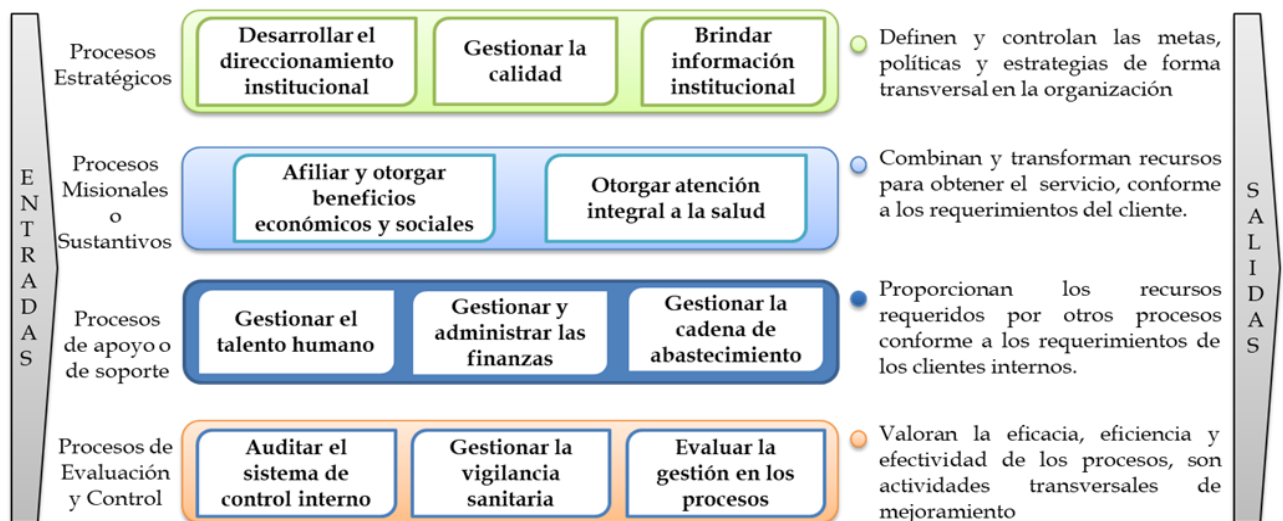 ENTRADAS
Procesos
Estratégicos
Desarrollar el
direccionamiento
institucional
Gestionar la
calidad
Brindar
información
institucional
Definen y controlan las metas,
políticas y estrategias de forma
transversal en la organización
Procesos
Misionales
o
Sustantivos
Afiliar y otorgar
beneficios
económicos y sociales
Otorgar atención
integral a la salud
Combinan y transforman recursos
para obtener el servicio, conforme
a los requerimientos del cliente.
Procesos
de apoyo o
de soporte
Gestionar el
talento humano
Gestionar y
administrar las
finanzas
Gestionar la
cadena de
abastecimiento
Proporcionan los recursos
requeridos por otros procesos
conforme a los requerimientos de
los clientes internos.
Procesos de
Evaluación
y Control
Auditar el
sistema de
control interno
Gestionar la
vigilancia
sanitaria
Evaluar la
gestión en los
procesos
Valoran la eficacia, eficiencia y
efectividad de los procesos, son
actividades transversales de
mejoramiento
SALIDAS